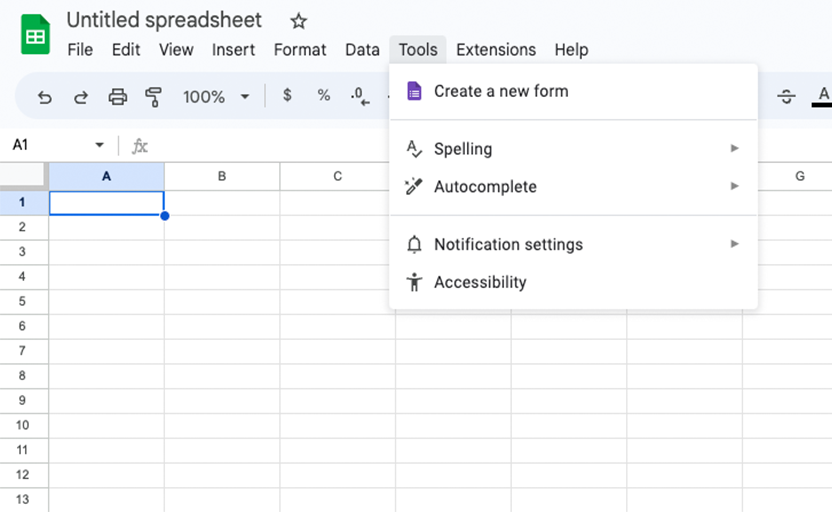 Untitled spreadsheet
File Edit View Insert Format Data Tools Extensions Help
100% $ % .0 A
Create a new form
A1 fx
Spelling
A B C G
Autocomplete
1
2
Notification settings
3
Accessibility
4
5
6
7
8
9
10
11
12
13